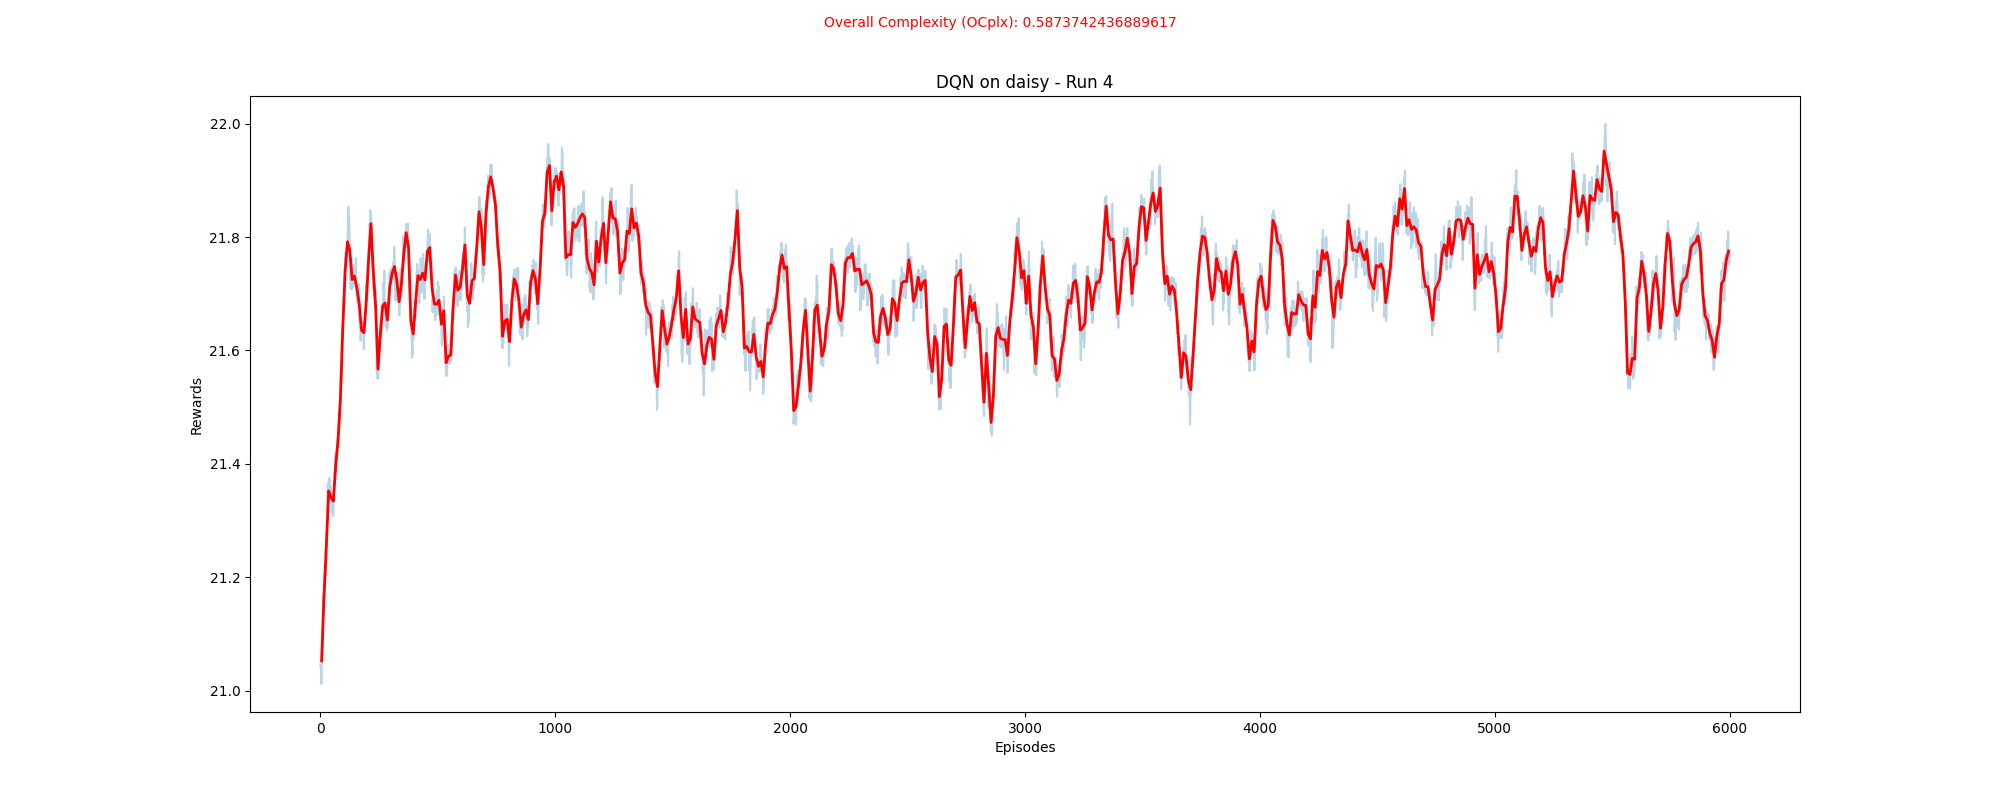 Overall Complexity (OCplx): 0.5873742436889617
DQN on daisy - Run 4
22.0
21.8
21.6
21.4
21.2
21.0
Rewards
0 1000 2000 3000 4000 5000 6000
Episodes